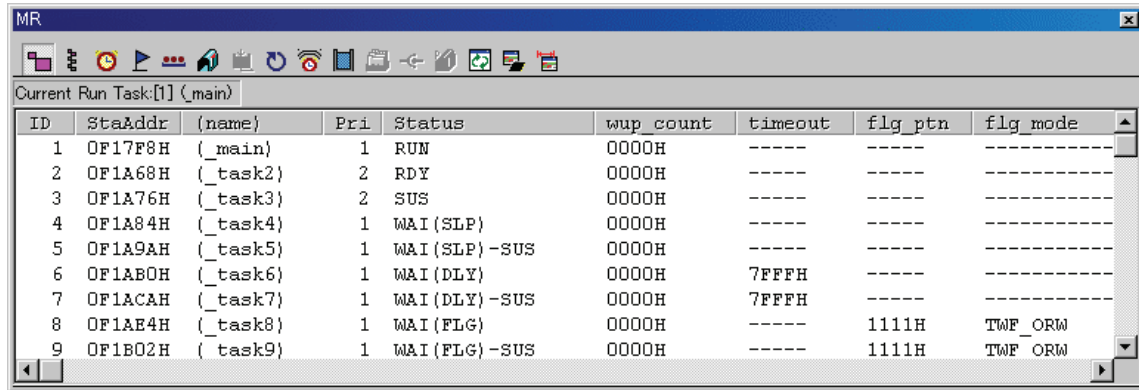 MR
Current Run Task:[1] (_main)
ID StaAddr (name) Pri Status wup_count timeout flg_ptn flg_mode
1 0F17F8H (_main) 1 RUN 0000H ----- ----- -----------
2 0F1A68H (_task2) 2 RDY 0000H ----- ----- -----------
3 0F1A76H (_task3) 2 SUS 0000H ----- ----- -----------
4 0F1A84H (_task4) 1 WAI(SLP) 0000H ----- ----- -----------
5 0F1A9AH (_task5) 1 WAI(SLP)-SUS 0000H ----- ----- -----------
6 0F1AB0H (_task6) 1 WAI(DLY) 0000H 7FFFH ----- -----------
7 0F1ACAH (_task7) 1 WAI(DLY)-SUS 0000H 7FFFH ----- -----------
8 0F1AE4H (_task8) 1 WAI(FLG) 0000H ----- 1111H TWF_ORW
9 0F1B02H (_task9) 1 WAI(FLG)-SUS 0000H ----- 1111H TWF_ORW